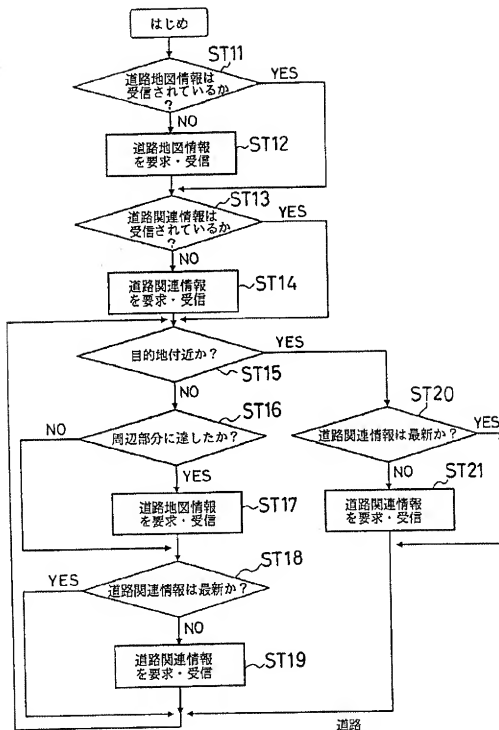 はじめ
ST11
道路地図情報は
受信されているか
?
YES
NO
道路地図情報
を要求・受信
ST12
ST13
道路関連情報は
受信されているか
?
YES
NO
道路関連情報
を要求・受信
ST14
目的地付近か?
YES
ST15
NO
ST16
周辺部分に達したか?
NO
YES
道路地図情報
を要求・受信
ST17
ST18
道路関連情報は最新か?
YES
NO
道路関連情報
を要求・受信
ST19
ST20
道路関連情報は最新か?
YES
NO
ST21
道路関連情報
を要求・受信
道路